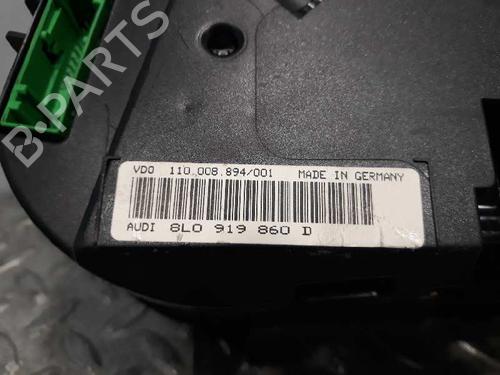 B-PARTS
VDO 110.008.894/001 MADE IN GERMANY
AUDI 8L0 919 860 D